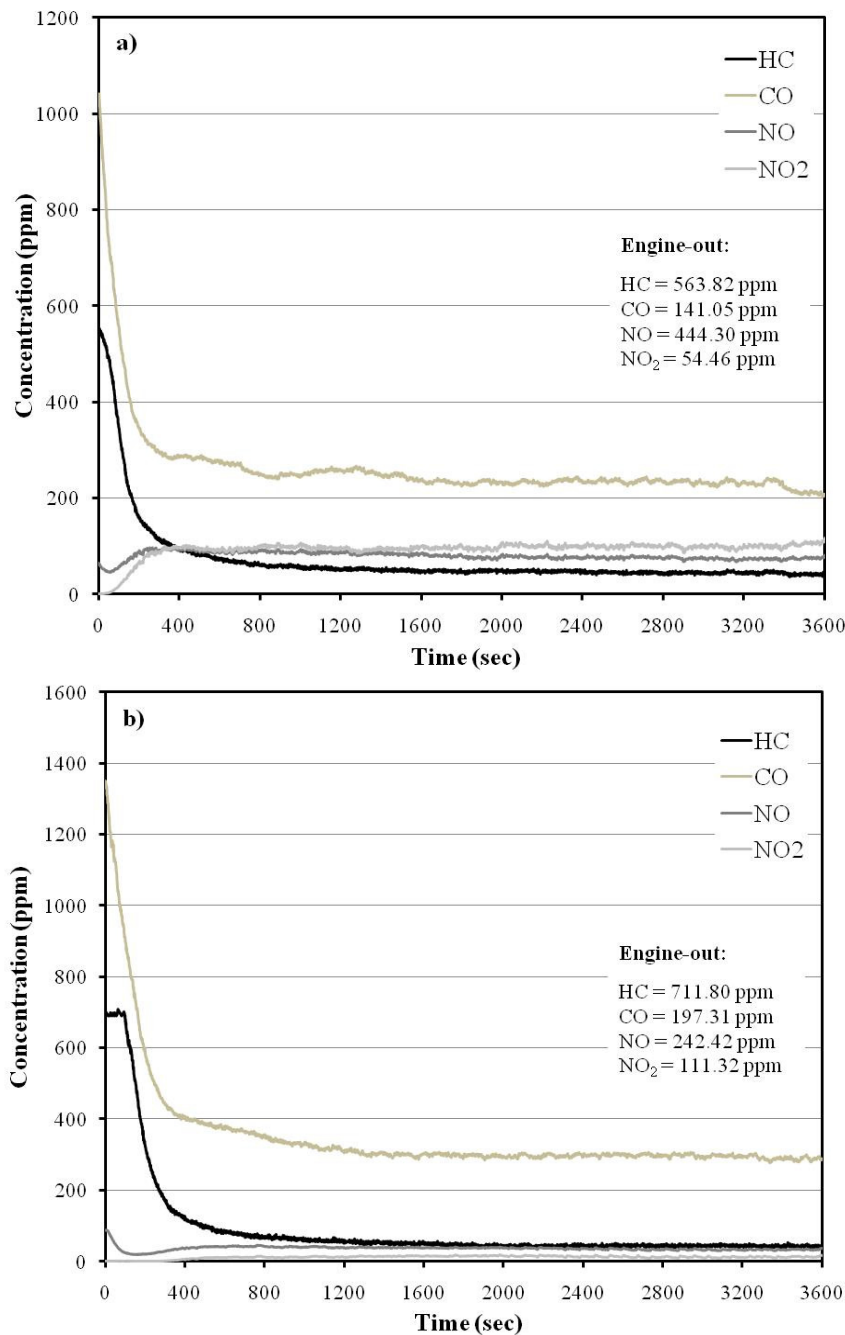 a)
1200
1000
800
600
400
200
0
Concentration (ppm)
HC
CO
NO
NO2
Engine-out:
HC = 563.82 ppm
CO = 141.05 ppm
NO = 444.30 ppm
NO₂ = 54.46 ppm
0 400 800 1200 1600 2000 2400 2800 3200 3600
Time (sec)
b)
1600
1400
1200
1000
800
600
400
200
0
Concentration (ppm)
HC
CO
NO
NO2
Engine-out:
HC = 711.80 ppm
CO = 197.31 ppm
NO = 242.42 ppm
NO₂ = 111.32 ppm
0 400 800 1200 1600 2000 2400 2800 3200 3600
Time (sec)